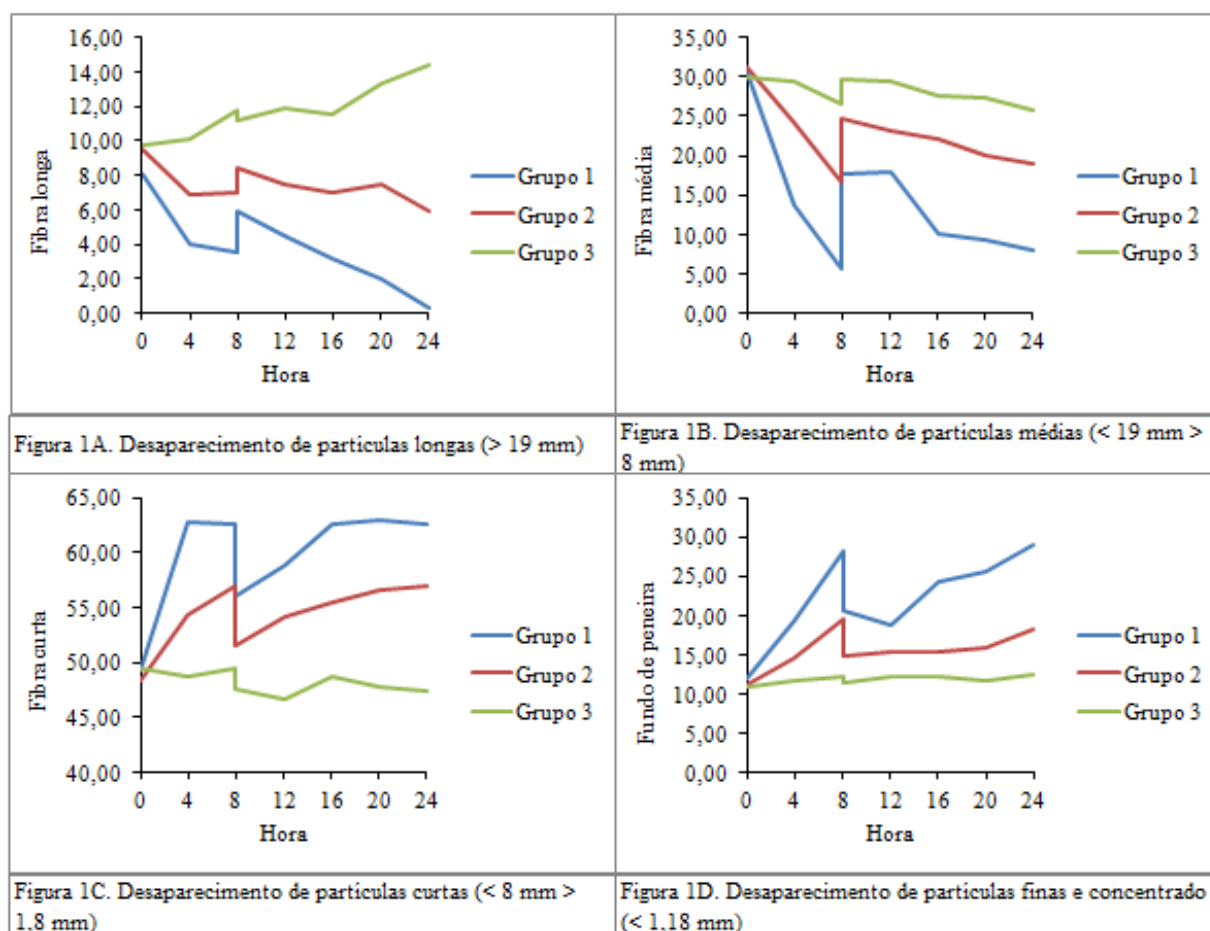 16,00
14,00
12,00
10,00
8,00
6,00
4,00
2,00
0,00
Fibra longa
0 4 8 12 16 20 24
Hora
Grupo 1
Grupo 2
Grupo 3
35,00
30,00
25,00
20,00
15,00
10,00
5,00
0,00
Fibra média
0 4 8 12 16 20 24
Hora
Grupo 1
Grupo 2
Grupo 3
Figura 1A. Desaparecimento de partículas longas (> 19 mm)
Figura 1B. Desaparecimento de partículas médias (< 19 mm >
8 mm)
65,00
60,00
55,00
50,00
45,00
40,00
Fibra curta
0 4 8 12 16 20 24
Hora
Grupo 1
Grupo 2
Grupo 3
35,00
30,00
25,00
20,00
15,00
10,00
5,00
0,00
Fundo de peneira
0 4 8 12 16 20 24
Hora
Grupo 1
Grupo 2
Grupo 3
Figura 1C. Desaparecimento de partículas curtas (< 8 mm >
1,8 mm)
Figura 1D. Desaparecimento de partículas finas e concentrado
(< 1,18 mm)